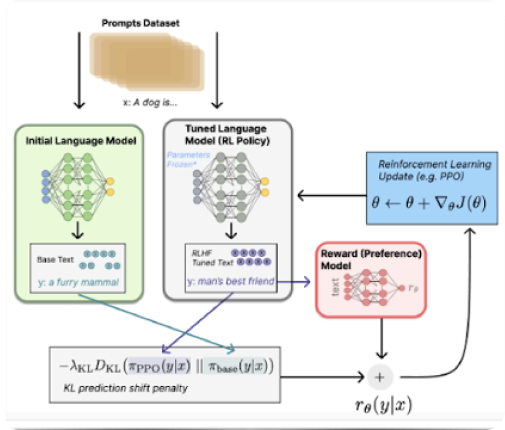 Prompts Dataset
x: A dog is...
Initial Language Model
Base Text
y: a furry mammal
Tuned Language
Model (RL Policy)
Parameters
Frozen*
RLHF
Tuned Text
y: man's best friend
Reinforcement Learning
Update (e.g. PPO)
θ ← θ + ∇θJ(θ)
Reward (Preference)
Model
text
rθ
−λKLDKL(πPPO(y|x) || πbase(y|x))
KL prediction shift penalty
+
rθ(y|x)